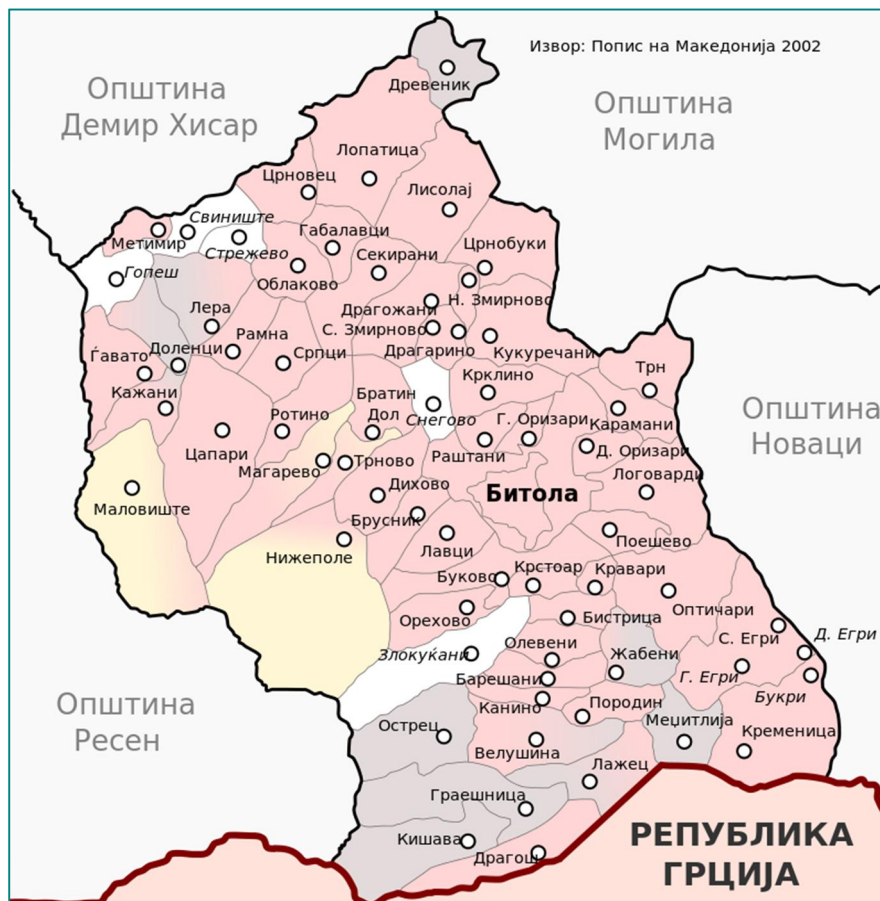 Извор: Попис на Македонија 2002
Древеник
Општина
Демир Хисар
Општина
Могила
Лопатица
Црновец
Лисолај
Свиниште
Метимир
Стрежево
Габалавци
Црнобуки
Секирани
Гопеш
Облаково
Лера
Драгожани
Н. Змирново
С. Змирново
Рамна
Драгарино
Кукуречани
Ѓавато
Доленци
Српци
Трн
Крклино
Кажани
Братин
Дол
Снегово
Ротино
Г. Оризари
Карамани
Општина
Новаци
Цапари
Раштани
Д. Оризари
Магарево
Трново
Логоварди
Дихово
Битола
Маловиште
Брусник
Поешево
Нижеполе
Лавци
Буково
Крстоар
Кравари
Оптичари
Орехово
Бистрица
Д. Егри
С. Егри
Олевени
Злокуќани
Жабени
Барешани
Г. Егри
Букри
Општина
Ресен
Канино
Породин
Меџитлија
Острец
Кременица
Велушина
Лажец
Граешница
Кишава
Драгош
РЕПУБЛИКА
ГРЦИЈА